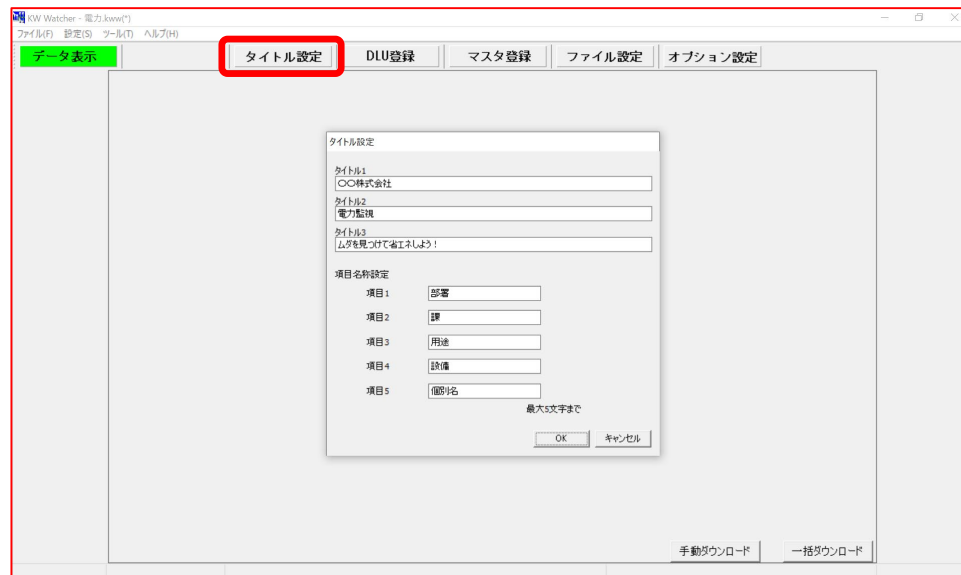 KW Watcher - 電力.kww(*)
ファイル(F) 設定(S) ツール(T) ヘルプ(H)
データ表示 タイトル設定 DLU登録 マスタ登録 ファイル設定 オプション設定
タイトル設定
タイトル1
〇〇株式会社
タイトル2
電力監視
タイトル3
ムダを見つけて省エネしよう!
項目名称設定
項目1 部署
項目2 課
項目3 用途
項目4 設備
項目5 個別名
最大5文字まで
OK キャンセル
手動ダウンロード 一括ダウンロード